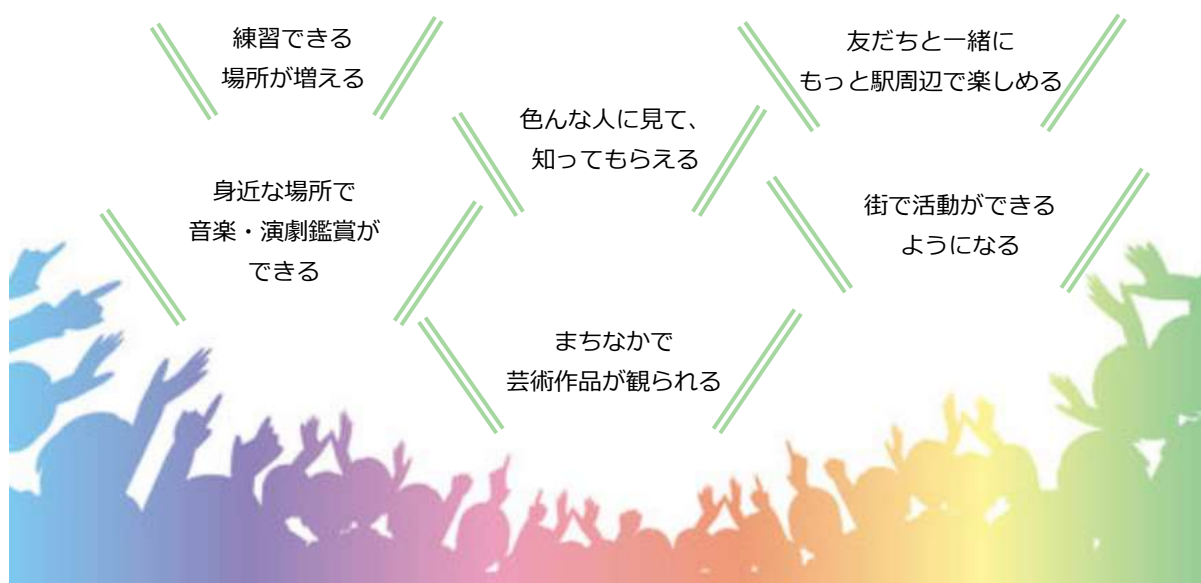 練習できる
場所が増える
友だちと一緒に
もっと駅周辺で楽しめる
色んな人に見て、
知ってもらえる
身近な場所で
音楽・演劇鑑賞が
できる
街で活動ができる
ようになる
まちなかで
芸術作品が観られる